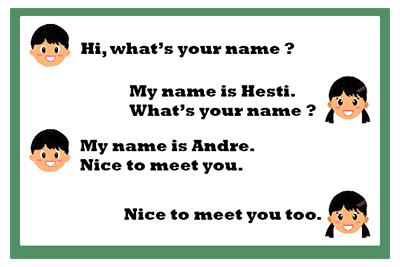 Hi, what's your name ?
My name is Hesti.
What's your name ?
My name is Andre.
Nice to meet you.
Nice to meet you too.